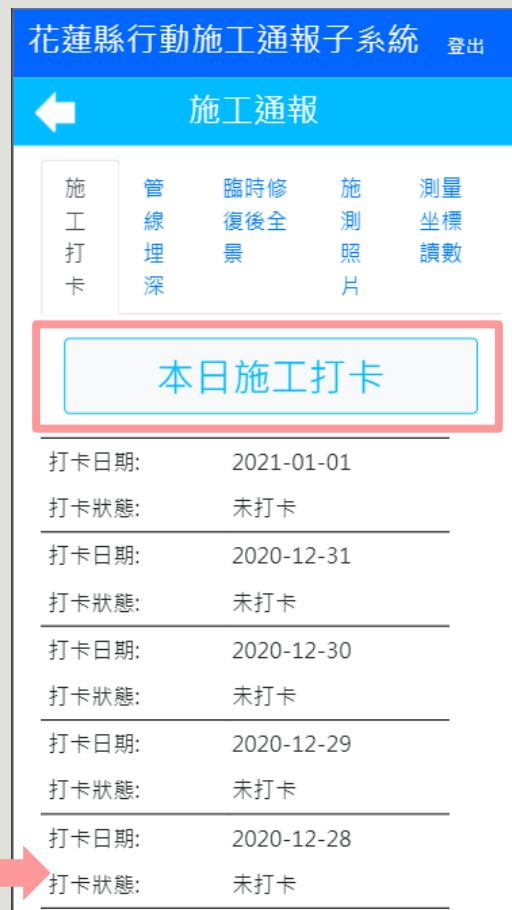 花蓮縣行動施工通報子系統 登出
施工通報
施工打卡
管線埋深
臨時修復後全景
施測照片
測量坐標讀數
本日施工打卡
打卡日期: 2021-01-01
打卡狀態: 未打卡
打卡日期: 2020-12-31
打卡狀態: 未打卡
打卡日期: 2020-12-30
打卡狀態: 未打卡
打卡日期: 2020-12-29
打卡狀態: 未打卡
打卡日期: 2020-12-28
打卡狀態: 未打卡